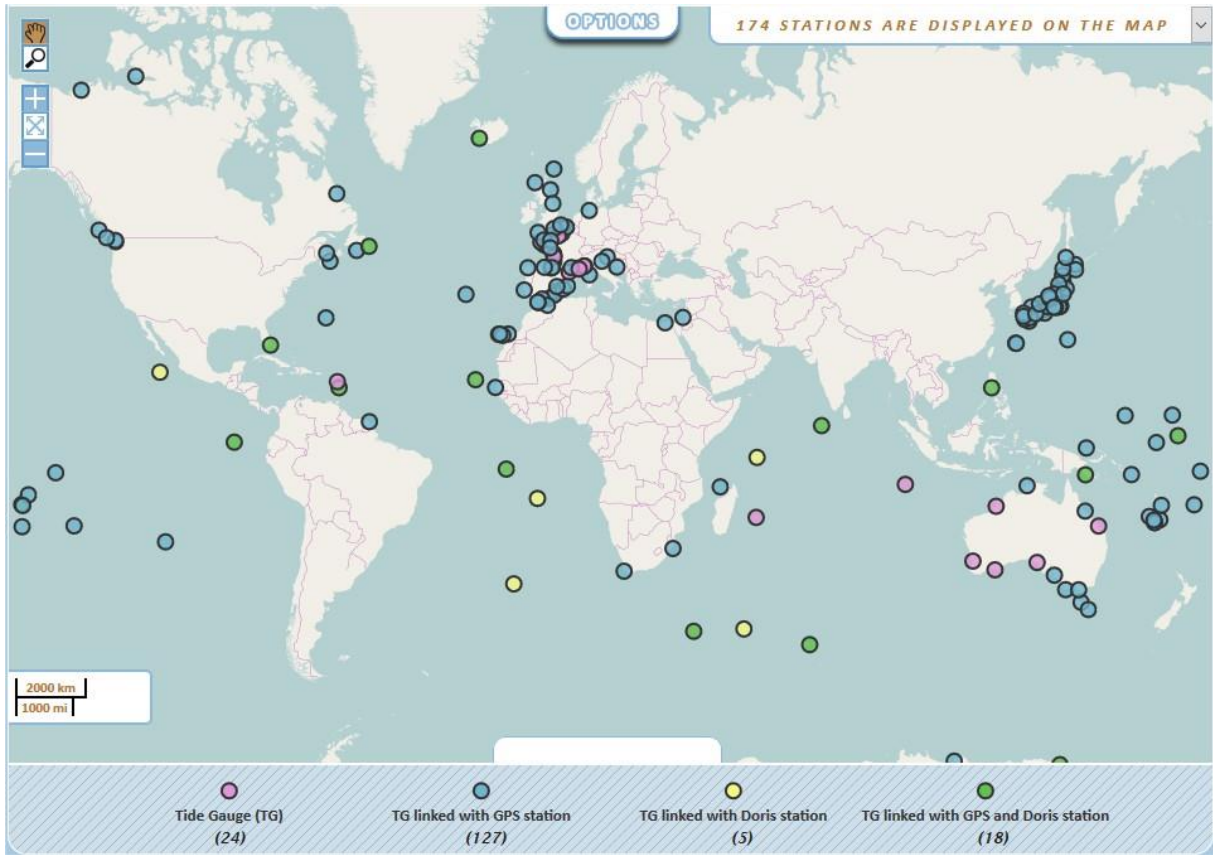 OPTIONS
174 STATIONS ARE DISPLAYED ON THE MAP
2000 km
1000 mi
Tide Gauge (TG)
(24)
TG linked with GPS station
(127)
TG linked with Doris station
(5)
TG linked with GPS and Doris station
(18)